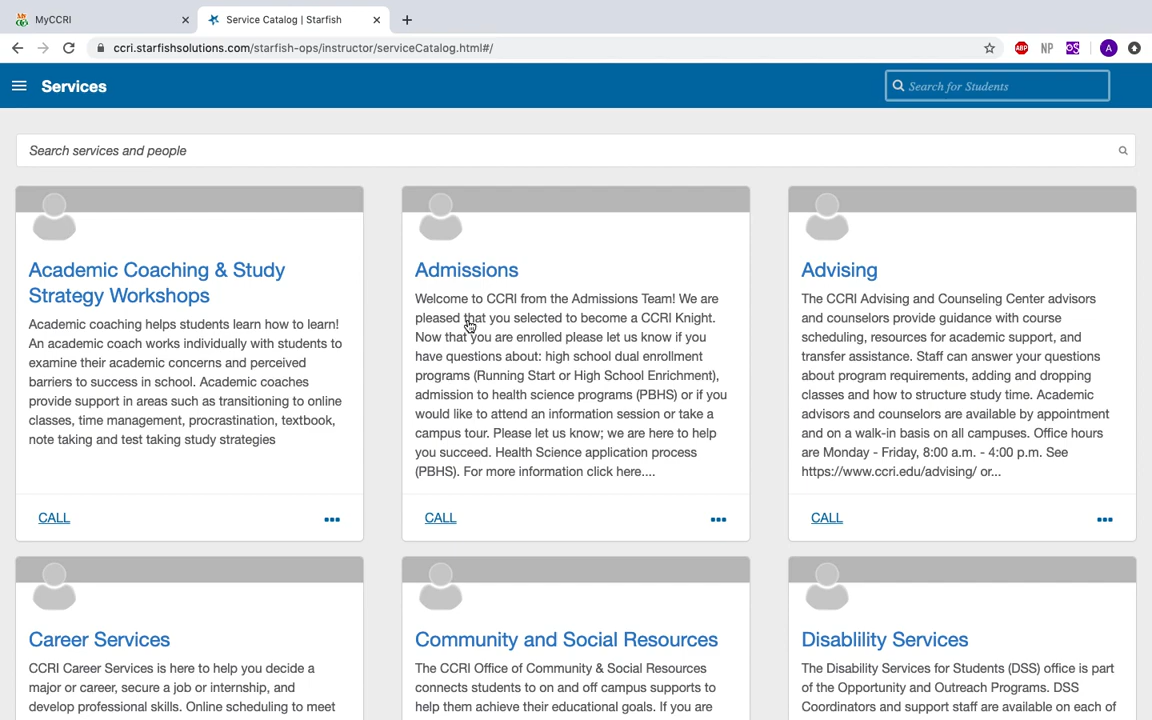 MyCCRI
Service Catalog | Starfish
ccri.starfishsolutions.com/starfish-ops/instructor/serviceCatalog.html#/
ABP
NP
OS
A
Services
Search for Students
Search services and people
Academic Coaching & Study
Strategy Workshops
Academic coaching helps students learn how to learn!
An academic coach works individually with students to
examine their academic concerns and perceived
barriers to success in school. Academic coaches
provide support in areas such as transitioning to online
classes, time management, procrastination, textbook,
note taking and test taking study strategies
CALL
Admissions
Welcome to CCRI from the Admissions Team! We are
pleased that you selected to become a CCRI Knight.
Now that you are enrolled please let us know if you
have questions about: high school dual enrollment
programs (Running Start or High School Enrichment),
admission to health science programs (PBHS) or if you
would like to attend an information session or take a
campus tour. Please let us know; we are here to help
you succeed. Health Science application process
(PBHS). For more information click here....
CALL
Advising
The CCRI Advising and Counseling Center advisors
and counselors provide guidance with course
scheduling, resources for academic support, and
transfer assistance. Staff can answer your questions
about program requirements, adding and dropping
classes and how to structure study time. Academic
advisors and counselors are available by appointment
and on a walk-in basis on all campuses. Office hours
are Monday - Friday, 8:00 a.m. - 4:00 p.m. See
https://www.ccri.edu/advising/ or...
CALL
Career Services
CCRI Career Services is here to help you decide a
major or career, secure a job or internship, and
develop professional skills. Online scheduling to meet
Community and Social Resources
The CCRI Office of Community & Social Resources
connects students to on and off campus supports to
help them achieve their educational goals. If you are
Disablility Services
The Disability Services for Students (DSS) office is part
of the Opportunity and Outreach Programs. DSS
Coordinators and support staff are available on each of